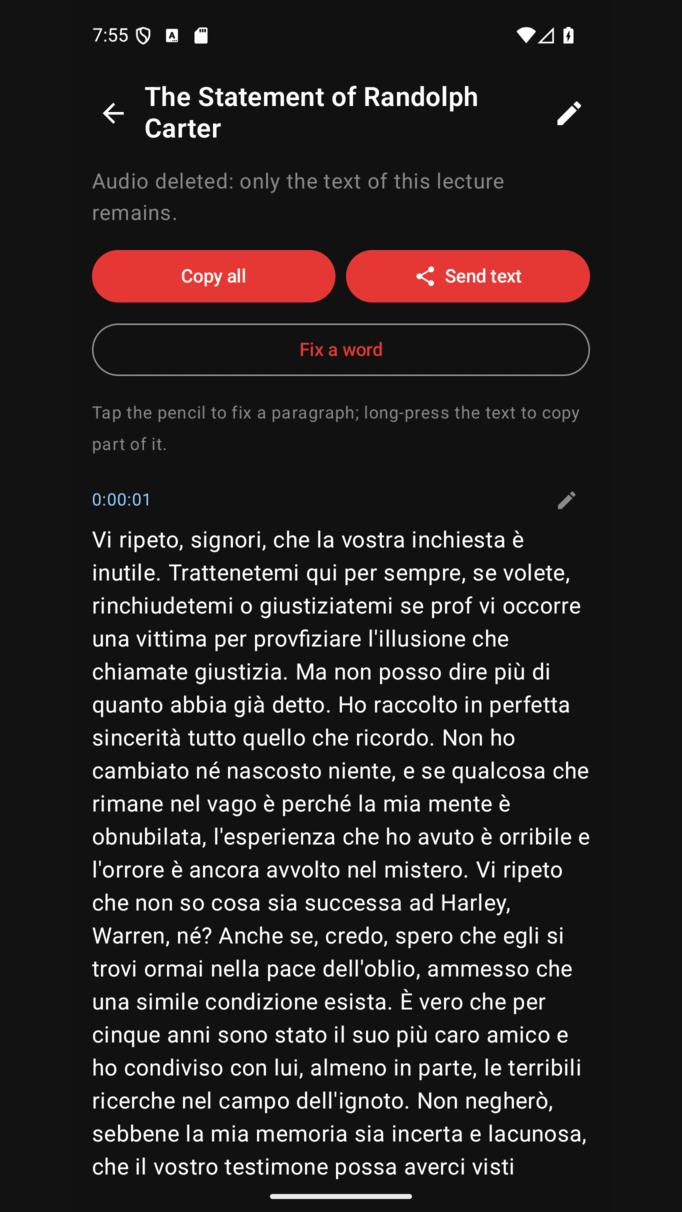 7:55
The Statement of Randolph
Carter
Audio deleted: only the text of this lecture
remains.
Copy all
Send text
Fix a word
Tap the pencil to fix a paragraph; long-press the text to copy
part of it.
0:00:01
Vi ripeto, signori, che la vostra inchiesta è
inutile. Trattenetemi qui per sempre, se volete,
rinchiudetemi o giustiziatemi se prof vi occorre
una vittima per provfiziare l'illusione che
chiamate giustizia. Ma non posso dire più di
quanto abbia già detto. Ho raccolto in perfetta
sincerità tutto quello che ricordo. Non ho
cambiato né nascosto niente, e se qualcosa che
rimane nel vago è perché la mia mente è
obnubilata, l'esperienza che ho avuto è orribile e
l'orrore è ancora avvolto nel mistero. Vi ripeto
che non so cosa sia successa ad Harley,
Warren, né? Anche se, credo, spero che egli si
trovi ormai nella pace dell'oblio, ammesso che
una simile condizione esista. È vero che per
cinque anni sono stato il suo più caro amico e
ho condiviso con lui, almeno in parte, le terribili
ricerche nel campo dell'ignoto. Non negherò,
sebbene la mia memoria sia incerta e lacunosa,
che il vostro testimone possa averci visti